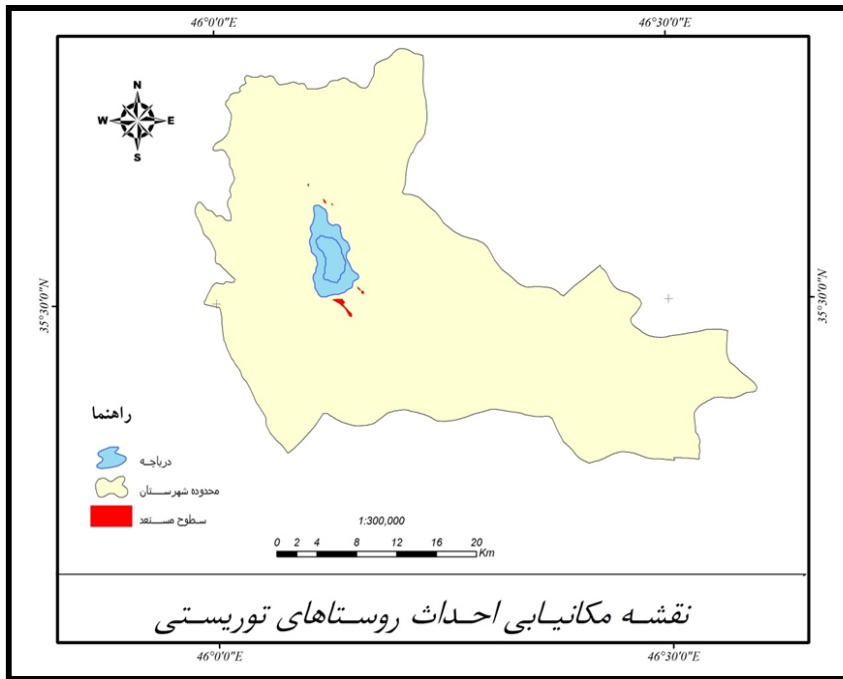 46°0'0"E 46°30'0"E
N
W E
S
35°30'0"N 35°30'0"N
راهنما
دریاچه
محدوده شهرستان
سطوح مستعد
1:300,000
0 2 4 8 12 16 20
Km
نقشه مکانیابی احداث روستاهای توریستی
46°0'0"E 46°30'0"E